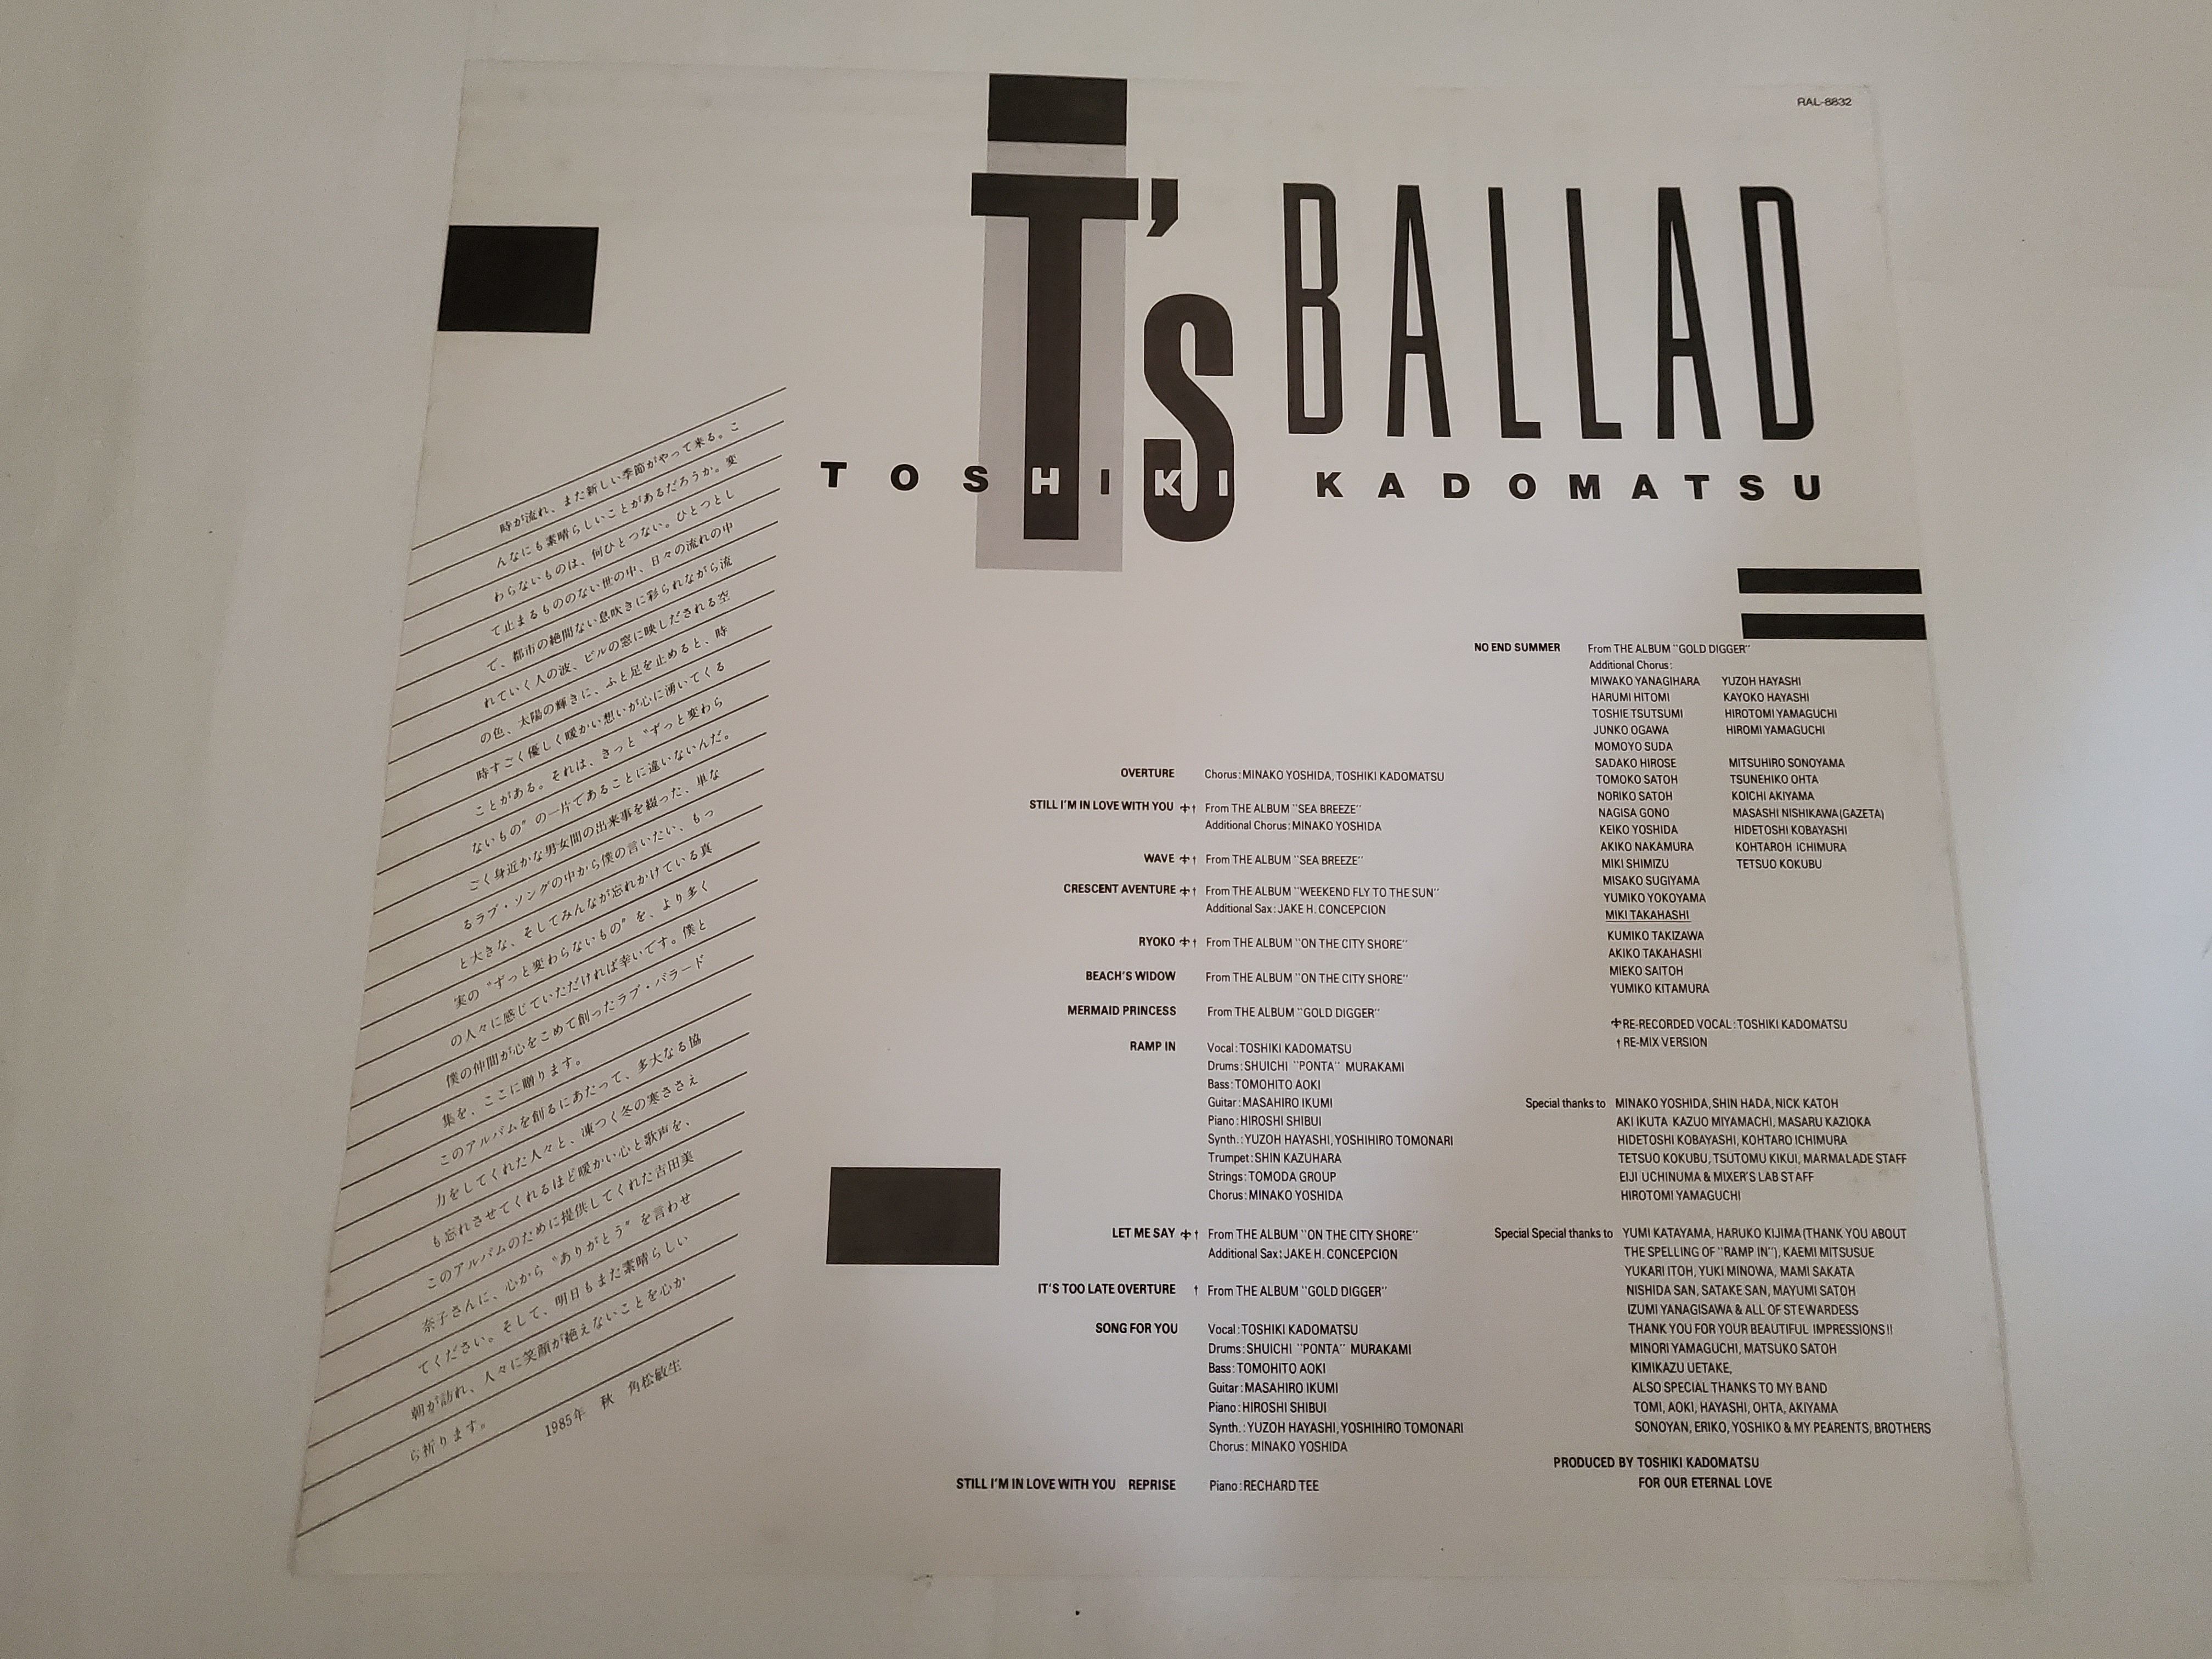 RAL-8832
T's BALLAD
TOSHIKI KADOMATSU
時が流れ、また新しい季節がやって来る。こ
んなにも素晴らしいことがあるだろうか。変
わらないものは、何ひとつない。ひとつとし
て止まるもののない世の中、日々の流れの中
で、都市の絶間ない息吹きに彩られながら流
れていく人の波、ビルの窓に映しだされる空
の色、太陽の輝きに、ふと足を止めると、時
時すごく優しく暖かい想いが心に湧いてくる
ことがある。それは、きっと〝ずっと変わら
ないもの〟の一片であることに違いないんだ。
ごく身近かな男女間の出来事を綴った、単な
るラブ・ソングの中から僕の言いたい、もっ
と大きな、そしてみんなが忘れかけている真
実の〝ずっと変わらないもの〟を、より多く
の人々に感じていただければ幸いです。僕と
僕の仲間が心をこめて創ったラブ・バラード
集を、ここに贈ります。
このアルバムを創るにあたって、多大なる協
力をしてくれた人々と、凍つく冬の寒ささえ
も忘れさせてくれるほど暖かい心と歌声を、
このアルバムのために提供してくれた吉田美
奈子さんに、心から〝ありがとう〟を言わせ
てください。そして、明日もまた素晴らしい
朝が訪れ、人々に笑顔が絶えないことを心か
ら祈ります。
1985年 秋 角松敏生
OVERTURE Chorus:MINAKO YOSHIDA, TOSHIKI KADOMATSU
STILL I'M IN LOVE WITH YOU ✢† From THE ALBUM "SEA BREEZE"
Additional Chorus:MINAKO YOSHIDA
WAVE ✢† From THE ALBUM "SEA BREEZE"
CRESCENT AVENTURE ✢† From THE ALBUM "WEEKEND FLY TO THE SUN"
Additional Sax:JAKE H. CONCEPCION
RYOKO ✢† From THE ALBUM "ON THE CITY SHORE"
BEACH'S WIDOW From THE ALBUM "ON THE CITY SHORE"
MERMAID PRINCESS From THE ALBUM "GOLD DIGGER"
RAMP IN Vocal:TOSHIKI KADOMATSU
Drums:SHUICHI "PONTA" MURAKAMI
Bass:TOMOHITO AOKI
Guitar:MASAHIRO IKUMI
Piano:HIROSHI SHIBUI
Synth.:YUZOH HAYASHI, YOSHIHIRO TOMONARI
Trumpet:SHIN KAZUHARA
Strings:TOMODA GROUP
Chorus:MINAKO YOSHIDA
LET ME SAY ✢† From THE ALBUM "ON THE CITY SHORE"
Additional Sax:JAKE H. CONCEPCION
IT'S TOO LATE OVERTURE † From THE ALBUM "GOLD DIGGER"
SONG FOR YOU Vocal:TOSHIKI KADOMATSU
Drums:SHUICHI "PONTA" MURAKAMI
Bass:TOMOHITO AOKI
Guitar:MASAHIRO IKUMI
Piano:HIROSHI SHIBUI
Synth.:YUZOH HAYASHI, YOSHIHIRO TOMONARI
Chorus:MINAKO YOSHIDA
STILL I'M IN LOVE WITH YOU REPRISE Piano:RECHARD TEE
NO END SUMMER From THE ALBUM "GOLD DIGGER"
Additional Chorus:
MIWAKO YANAGIHARA YUZOH HAYASHI
HARUMI HITOMI KAYOKO HAYASHI
TOSHIE TSUTSUMI HIROTOMI YAMAGUCHI
JUNKO OGAWA HIROMI YAMAGUCHI
MOMOYO SUDA
SADAKO HIROSE MITSUHIRO SONOYAMA
TOMOKO SATOH TSUNEHIKO OHTA
NORIKO SATOH KOICHI AKIYAMA
NAGISA GONO MASASHI NISHIKAWA(GAZETA)
KEIKO YOSHIDA HIDETOSHI KOBAYASHI
AKIKO NAKAMURA KOHTAROH ICHIMURA
MIKI SHIMIZU TETSUO KOKUBU
MISAKO SUGIYAMA
YUMIKO YOKOYAMA
MIKI TAKAHASHI
KUMIKO TAKIZAWA
AKIKO TAKAHASHI
MIEKO SAITOH
YUMIKO KITAMURA
✢RE-RECORDED VOCAL:TOSHIKI KADOMATSU
†RE-MIX VERSION
Special thanks to MINAKO YOSHIDA, SHIN HADA, NICK KATOH
AKI IKUTA KAZUO MIYAMACHI, MASARU KAZIOKA
HIDETOSHI KOBAYASHI, KOHTARO ICHIMURA
TETSUO KOKUBU, TSUTOMU KIKUI, MARMALADE STAFF
EIJI UCHINUMA & MIXER'S LAB STAFF
HIROTOMI YAMAGUCHI
Special Special thanks to YUMI KATAYAMA, HARUKO KIJIMA(THANK YOU ABOUT
THE SPELLING OF "RAMP IN"), KAEMI MITSUSUE
YUKARI ITOH, YUKI MINOWA, MAMI SAKATA
NISHIDA SAN, SATAKE SAN, MAYUMI SATOH
IZUMI YANAGISAWA & ALL OF STEWARDESS
THANK YOU FOR YOUR BEAUTIFUL IMPRESSIONS!!
MINORI YAMAGUCHI, MATSUKO SATOH
KIMIKAZU UETAKE,
ALSO SPECIAL THANKS TO MY BAND
TOMI, AOKI, HAYASHI, OHTA, AKIYAMA
SONOYAN, ERIKO, YOSHIKO & MY PEARENTS, BROTHERS
PRODUCED BY TOSHIKI KADOMATSU
FOR OUR ETERNAL LOVE